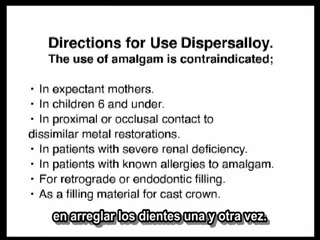 Directions for Use Dispersalloy.
The use of amalgam is contraindicated;
· In expectant mothers.
· In children 6 and under.
· In proximal or occlusal contact to
dissimilar metal restorations.
· In patients with severe renal deficiency.
· In patients with known allergies to amalgam.
· For retrograde or endodontic filling.
· As a filling material for cast crown.
en arreglar los dientes una y otra vez.